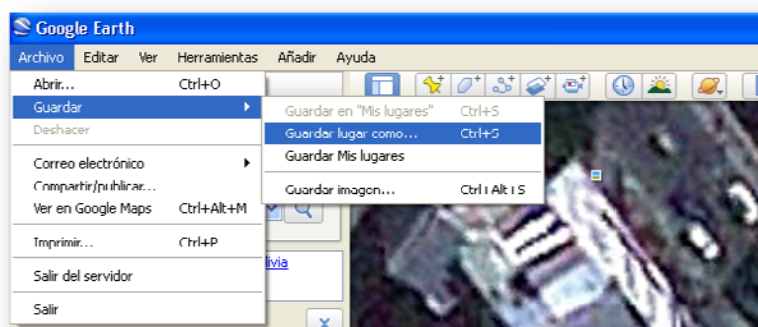 Google Earth
Archivo Editar Ver Herramientas Añadir Ayuda
Abrir... Ctrl+O
Guardar
Deshacer
Correo electrónico
Compartir/publicar...
Ver en Google Maps Ctrl+Alt+M
Imprimir... Ctrl+P
Salir del servidor
Salir
Guardar en "Mis lugares" Ctrl+S
Guardar lugar como... Ctrl+S
Guardar Mis lugares
Guardar imagen... Ctrl+Alt+S
livia